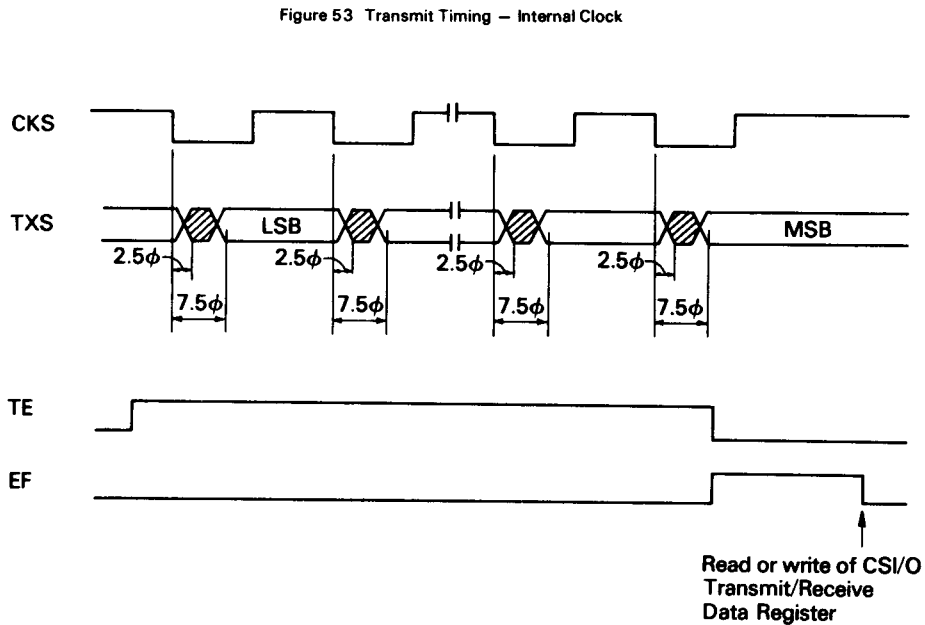 Figure 53 Transmit Timing – Internal Clock
CKS
TXS
LSB
MSB
2.5ϕ
2.5ϕ
2.5ϕ
2.5ϕ
7.5ϕ
7.5ϕ
7.5ϕ
7.5ϕ
TE
EF
Read or write of CSI/O
Transmit/Receive
Data Register